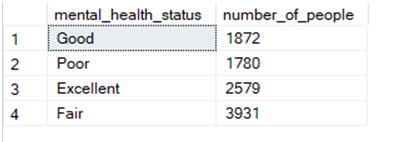 mental_health_status number_of_people
1 Good 1872
2 Poor 1780
3 Excellent 2579
4 Fair 3931